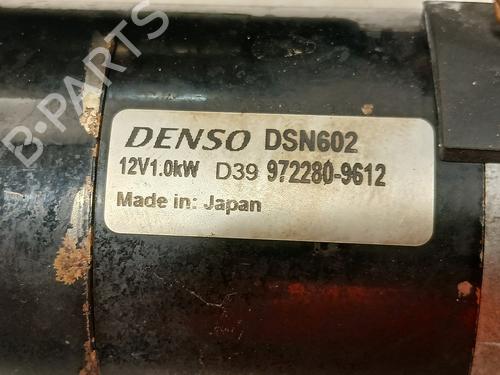 B-PARTS
DENSO DSN602
12V1.0kW D39 972280-9612
Made in: Japan